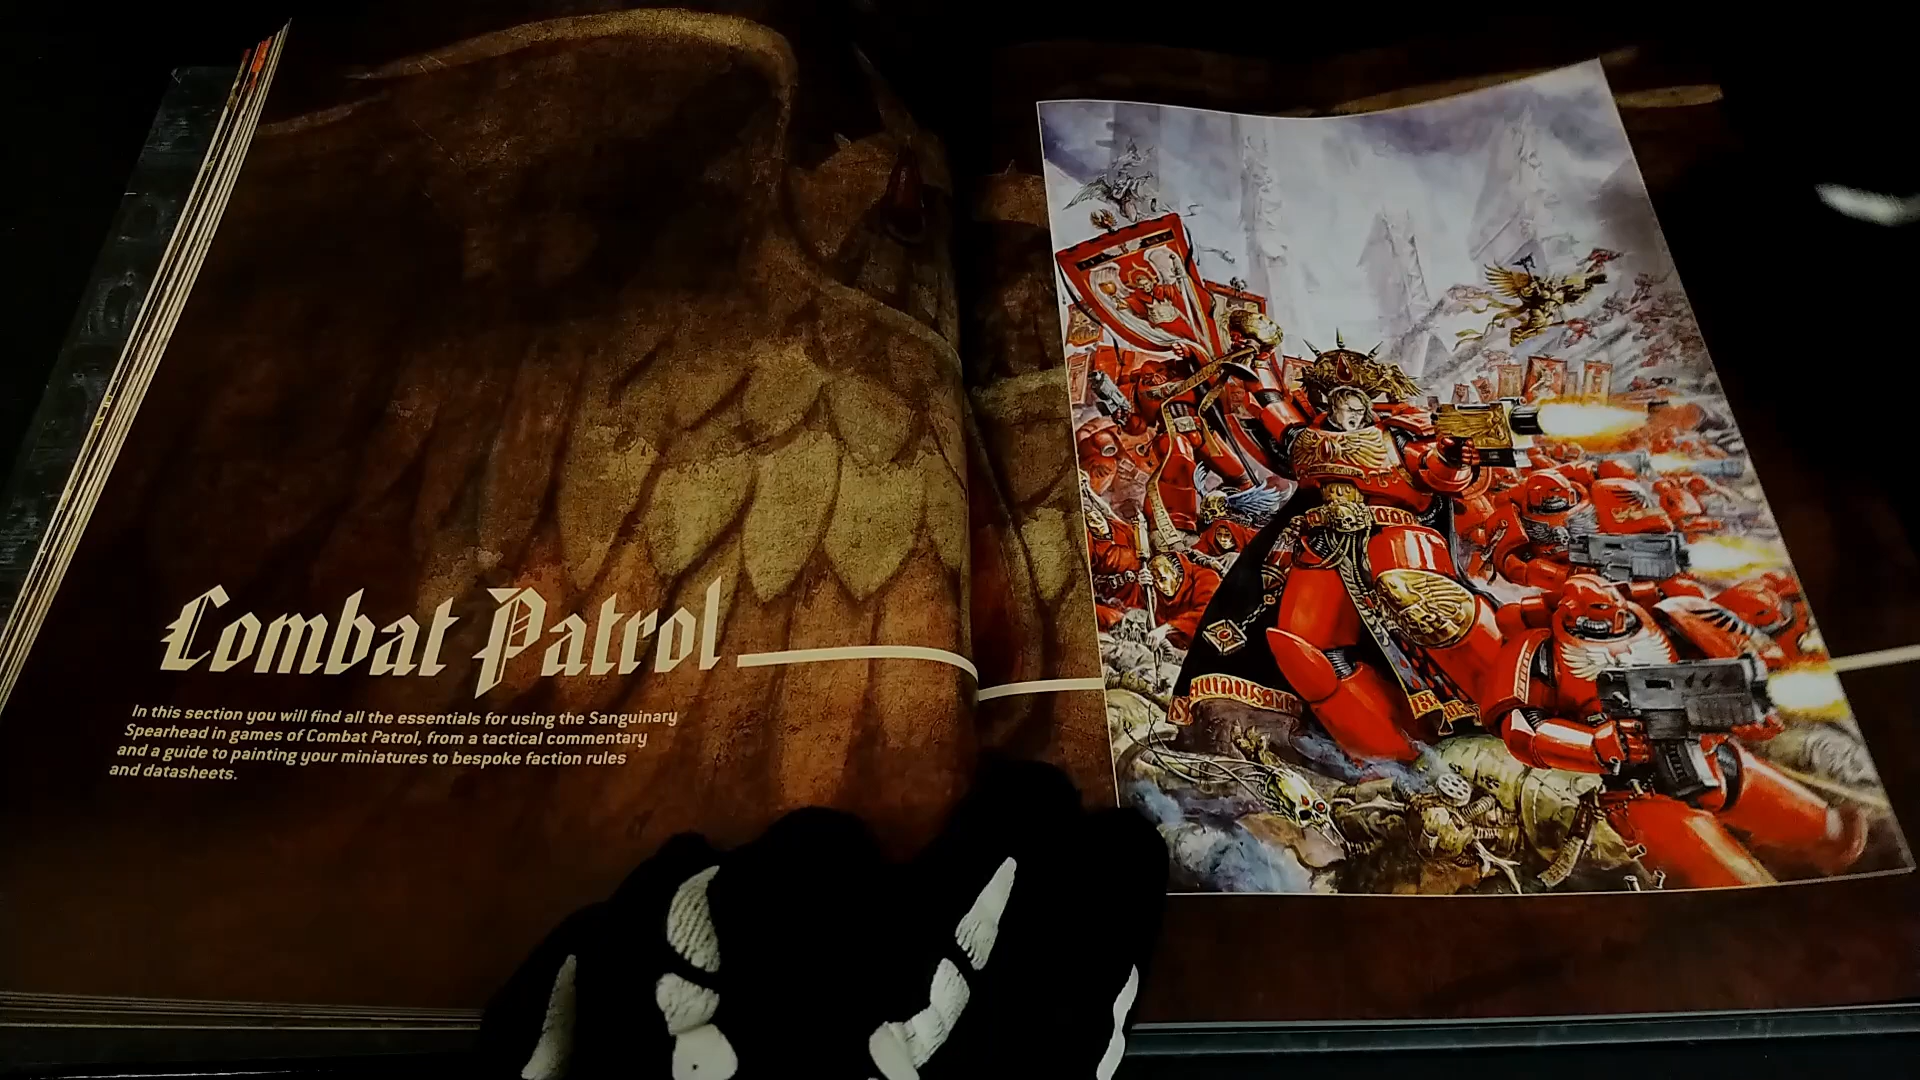 Combat Patrol
In this section you will find all the essentials for using the Sanguinary
Spearhead in games of Combat Patrol, from a tactical commentary
and a guide to painting your miniatures to bespoke faction rules
and datasheets.